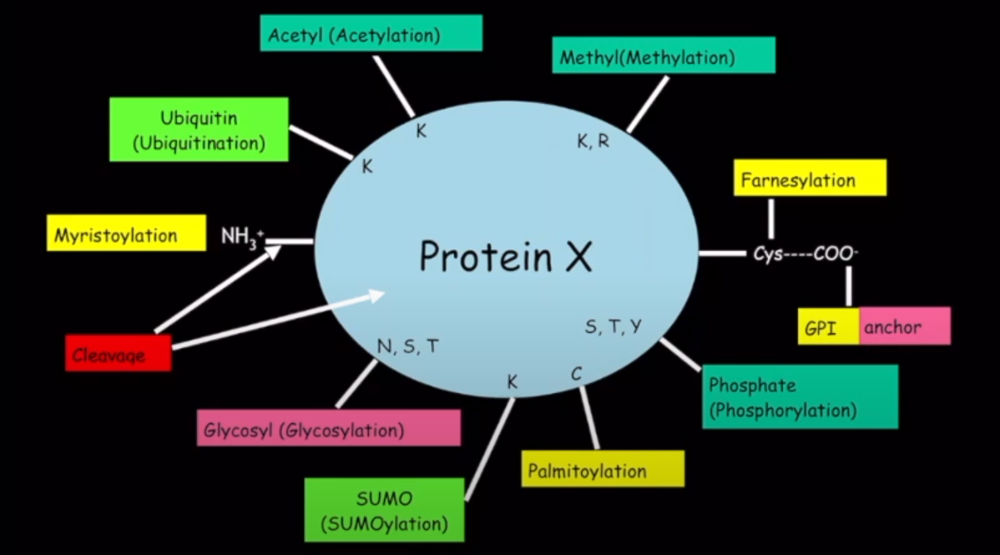 Acetyl (Acetylation)
Methyl(Methylation)
Ubiquitin
(Ubiquitination)
K
K, R
K
Farnesylation
Myristoylation
NH₃⁺
Protein X
Cys----COO⁻
Cleavage
S, T, Y
GPI anchor
N, S, T
K
C
Phosphate
(Phosphorylation)
Glycosyl (Glycosylation)
Palmitoylation
SUMO
(SUMOylation)